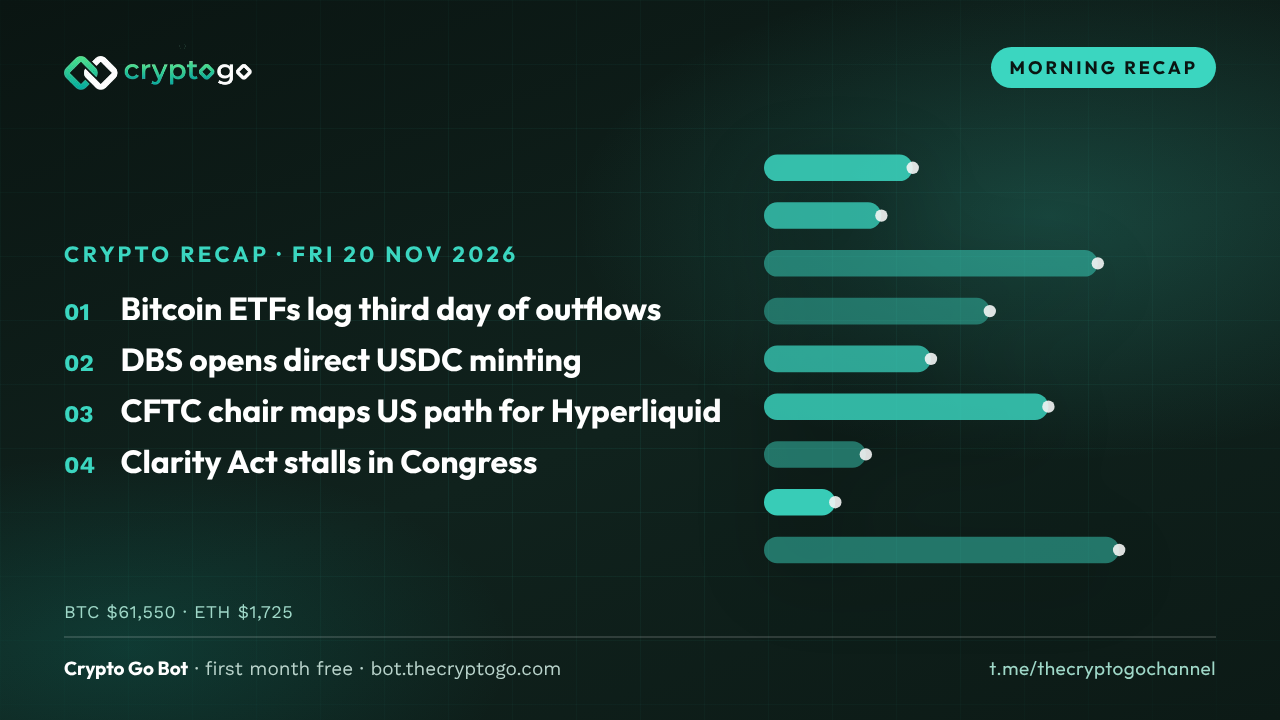 cryptogo
MORNING RECAP
CRYPTO RECAP · FRI 20 NOV 2026
01 Bitcoin ETFs log third day of outflows
02 DBS opens direct USDC minting
03 CFTC chair maps US path for Hyperliquid
04 Clarity Act stalls in Congress
BTC $61,550 · ETH $1,725
Crypto Go Bot · first month free · bot.thecryptogo.com
t.me/thecryptogochannel